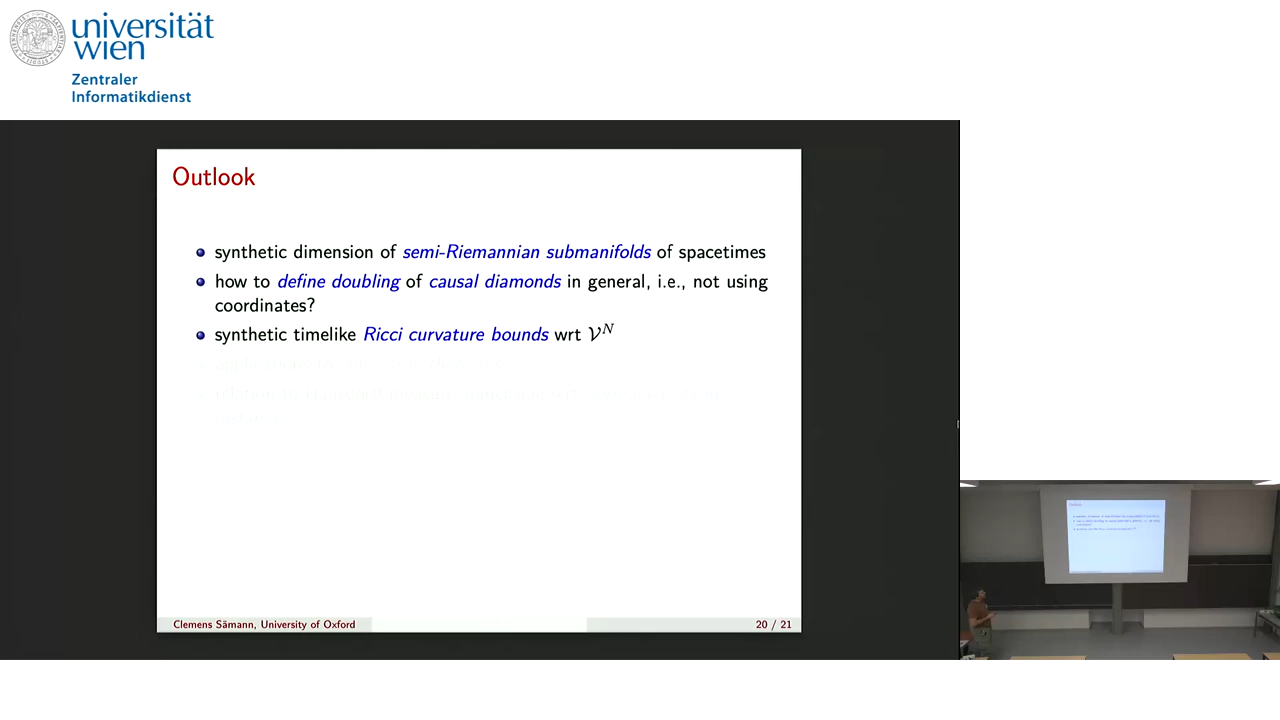 universität
wien
Zentraler
Informatikdienst
Outlook
synthetic dimension of semi-Riemannian submanifolds of spacetimes
how to define doubling of causal diamonds in general, i.e., not using
coordinates?
synthetic timelike Ricci curvature bounds wrt 𝒱ᴺ
Clemens Sämann, University of Oxford
20 / 21